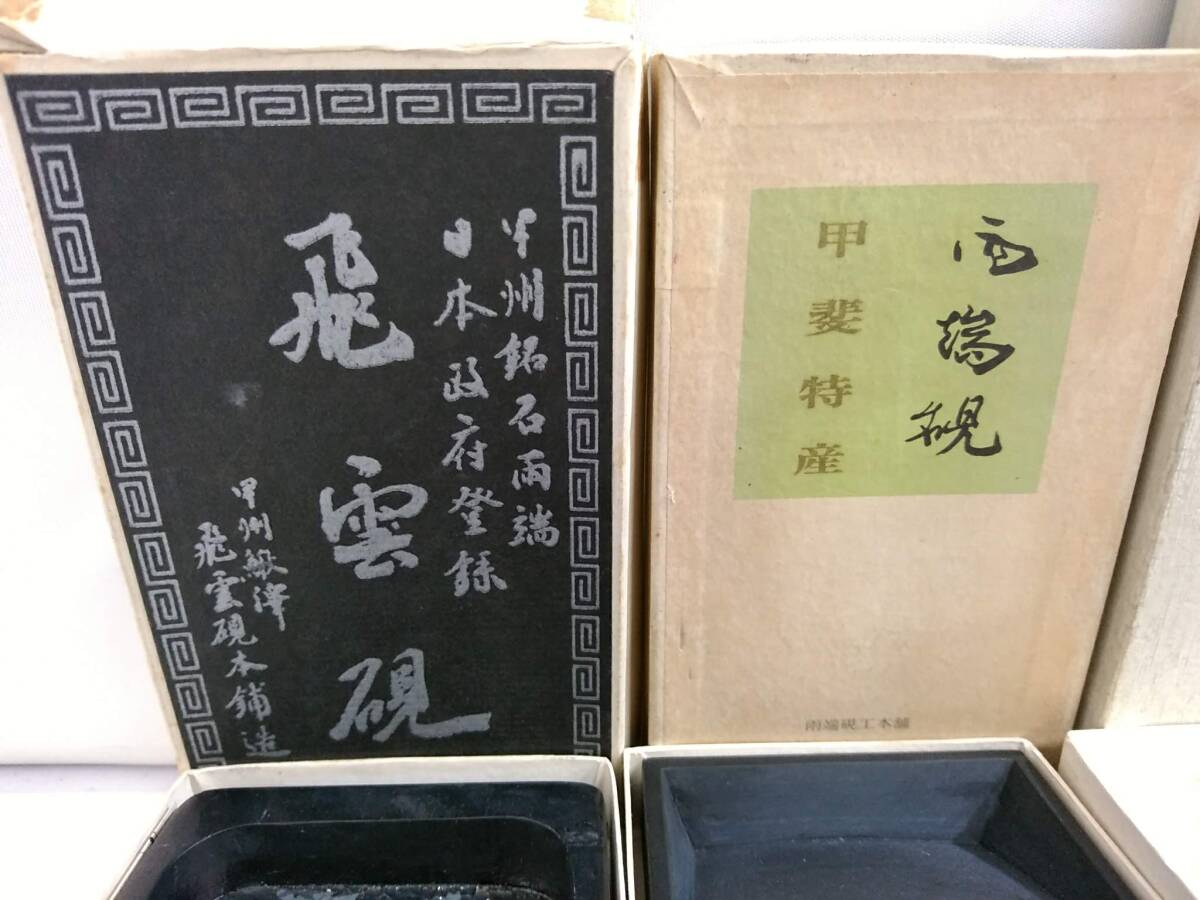 甲州銘石雨端
日本政府登録
飛雲硯
甲州鰍澤
飛雲硯本舗造
雨端硯
甲斐特産
雨端硯工本舗